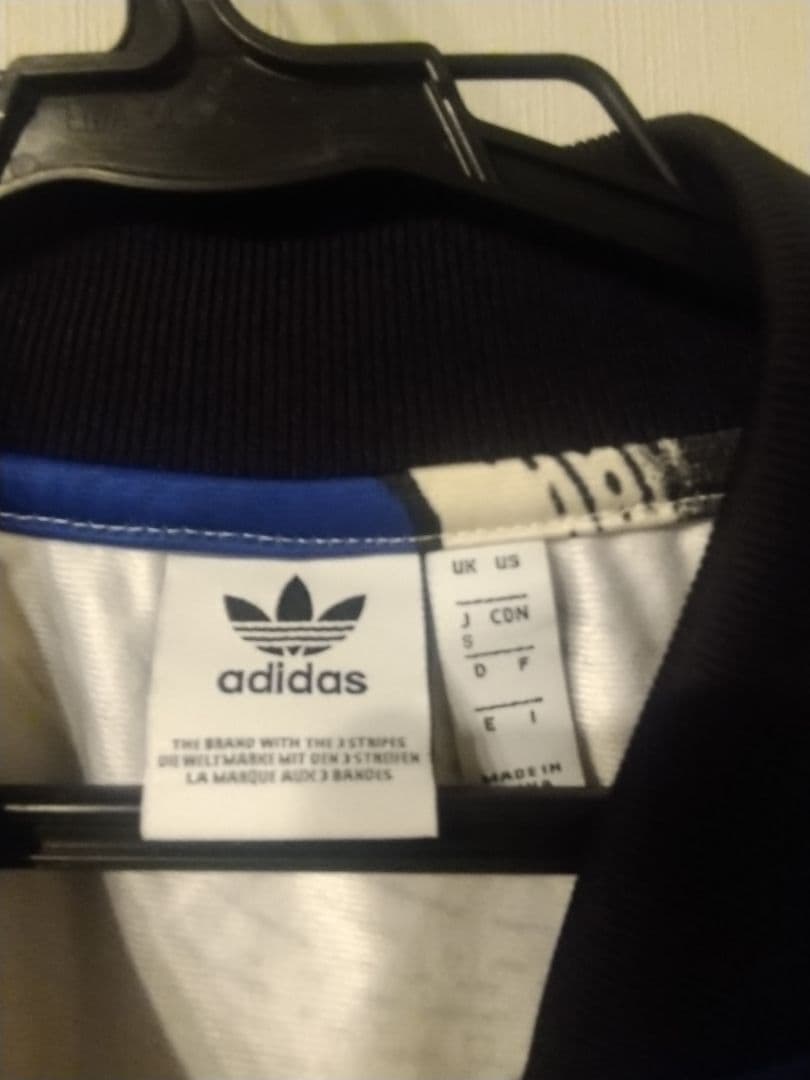 adidas
THE BRAND WITH THE 3 STRIPES
DIE WELTMARKE MIT DEN 3 STREIFEN
LA MARQUE AUX 3 BANDES
UK US
J CDN
S
D F
E I
MADE IN